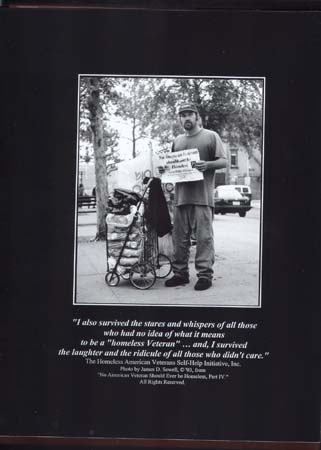 "I also survived the stares and whispers of all those
who had no idea of what it means
to be a "homeless Veteran" ... and, I survived
the laughter and the ridicule of all those who didn't care."
The Homeless American Veterans Self-Help Initiative, Inc.
Photo by James D. Sewell, © '93, from
"No American Veteran Should Ever be Homeless, Part IV."
All Rights Reserved.